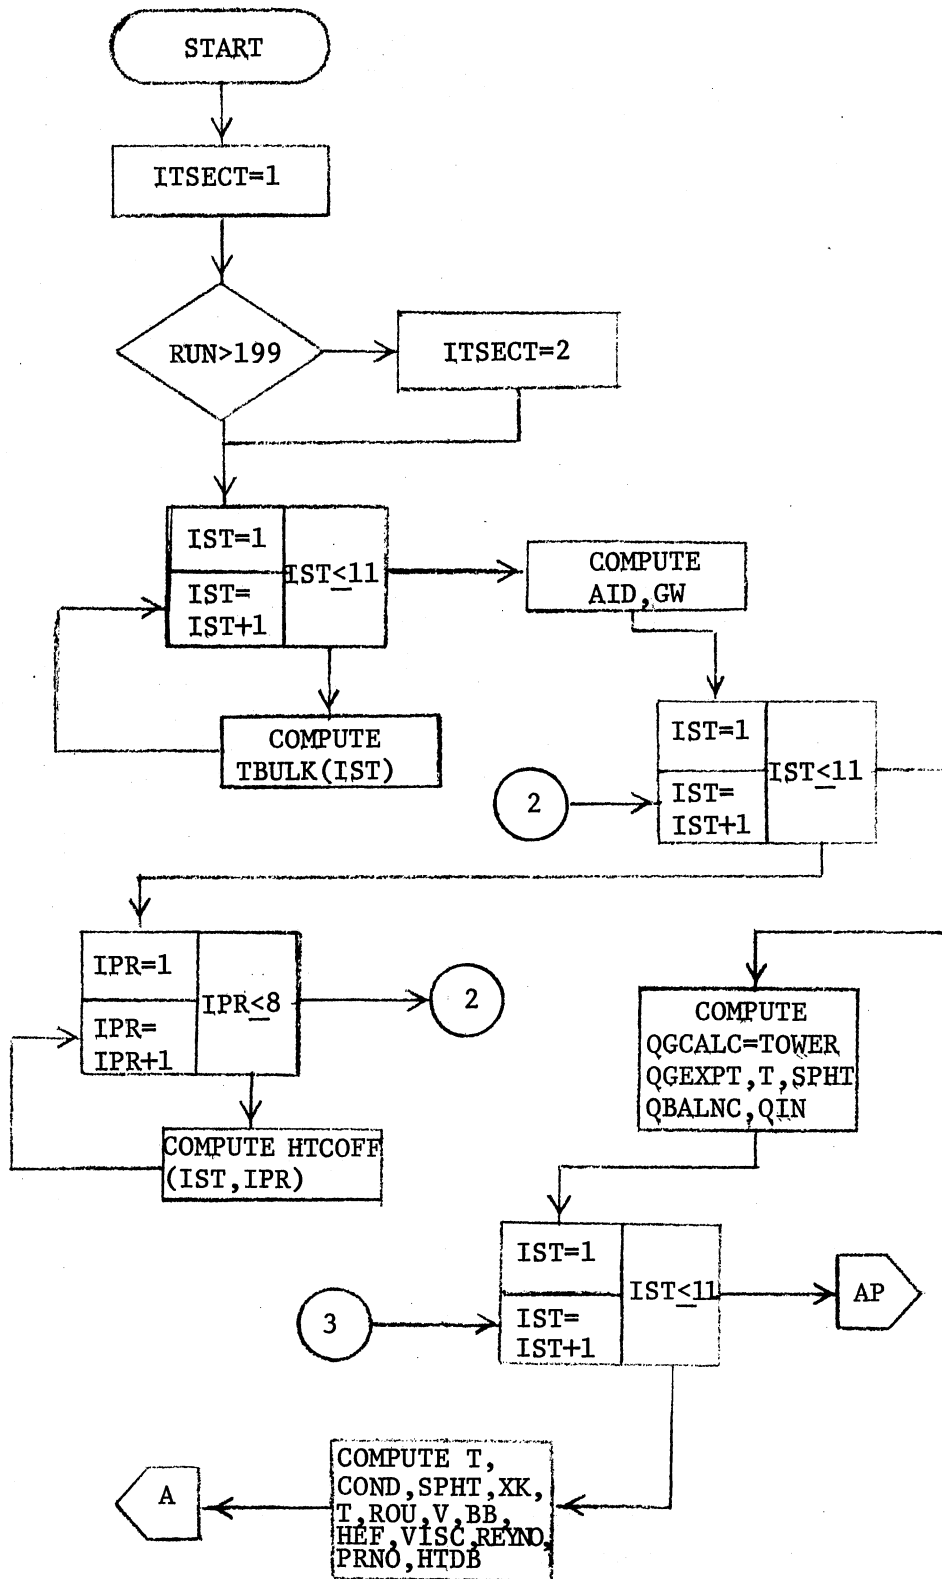 START
ITSECT=1
RUN>199
ITSECT=2
IST=1
IST=
IST+1
IST≤11
COMPUTE
AID,GW
COMPUTE
TBULK(IST)
IST=1
IST=
IST+1
IST≤11
2
IPR=1
IPR=
IPR+1
IPR≤8
2
COMPUTE HTCOFF
(IST,IPR)
COMPUTE
QGCALC=TOWER
QGEXPT,T,SPHT
QBALNC,QIN
IST=1
IST=
IST+1
IST≤11
AP
3
COMPUTE T,
COND,SPHT,XK,
T,ROU,V,BB,
HEF,VISC,REYNO,
PRNO,HTDB
A